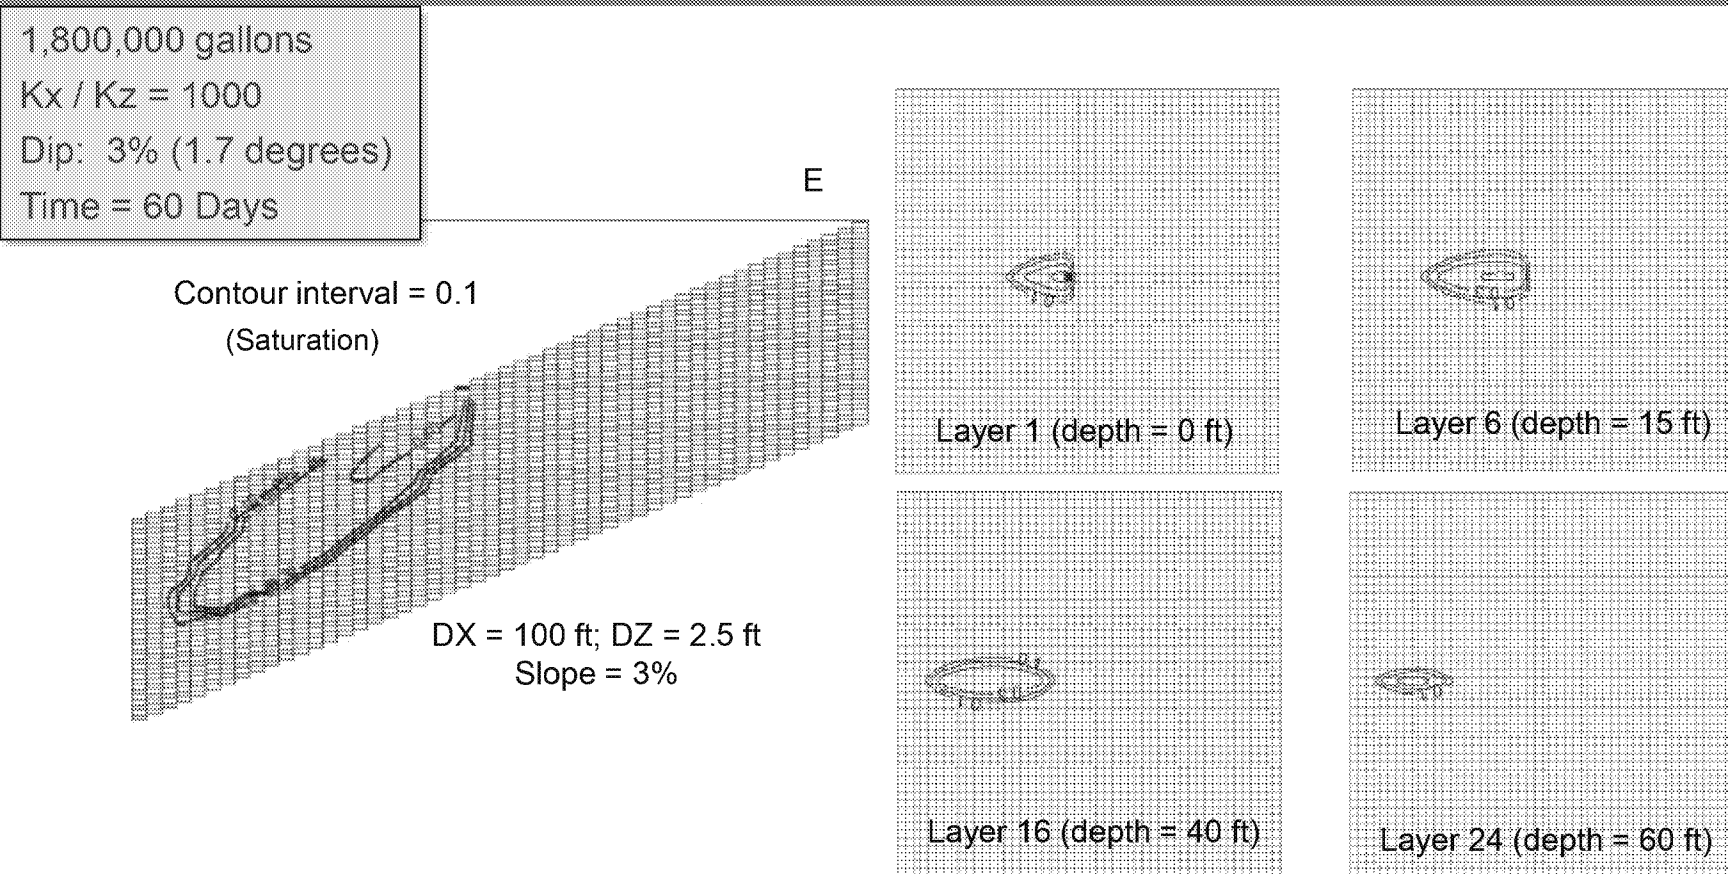 1,800,000 gallons
Kx / Kz = 1000
Dip: 3% (1.7 degrees)
Time = 60 Days
E
Contour interval = 0.1
(Saturation)
DX = 100 ft; DZ = 2.5 ft
Slope = 3%
Layer 1 (depth = 0 ft)
Layer 6 (depth = 15 ft)
Layer 16 (depth = 40 ft)
Layer 24 (depth = 60 ft)